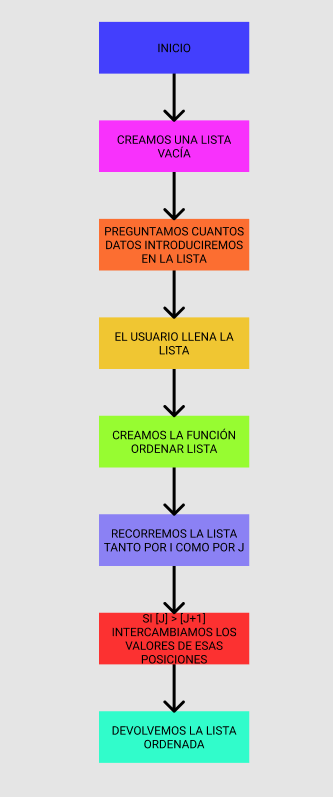 INICIO
CREAMOS UNA LISTA
VACÍA
PREGUNTAMOS CUANTOS
DATOS INTRODUCIREMOS
EN LA LISTA
EL USUARIO LLENA LA
LISTA
CREAMOS LA FUNCIÓN
ORDENAR LISTA
RECORREMOS LA LISTA
TANTO POR I COMO POR J
SI [J] > [J+1]
INTERCAMBIAMOS LOS
VALORES DE ESAS
POSICIONES
DEVOLVEMOS LA LISTA
ORDENADA